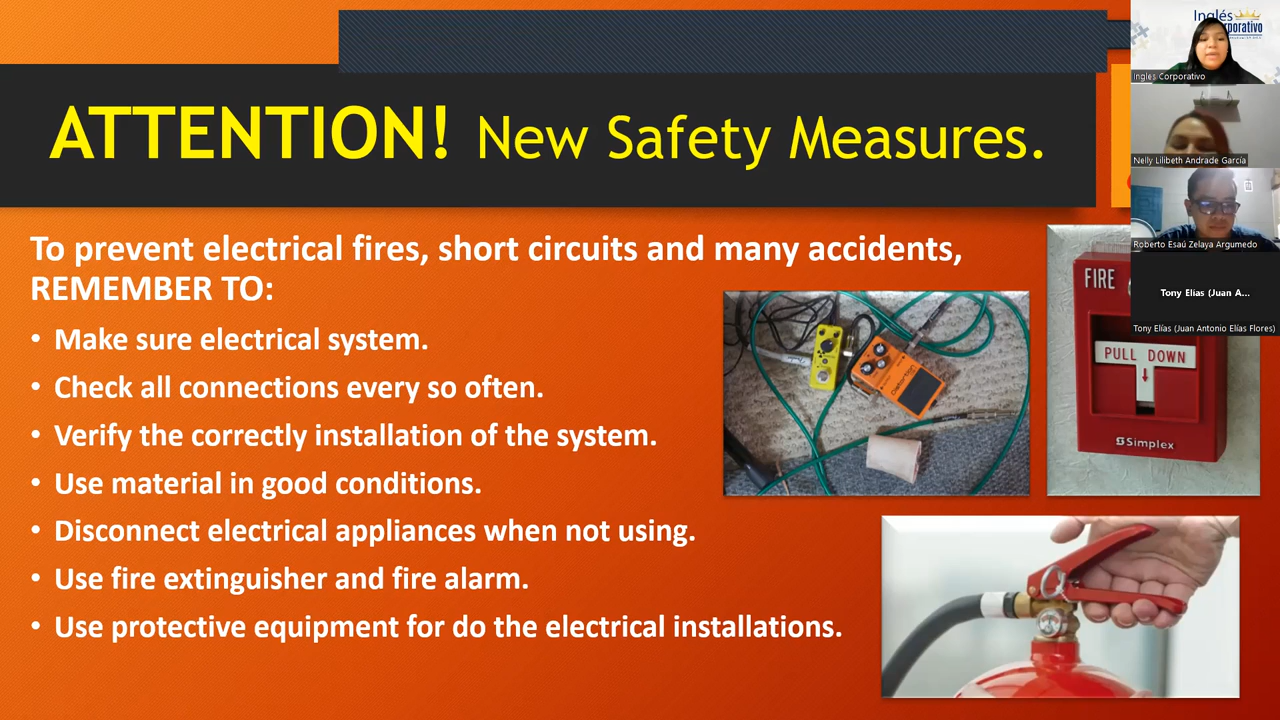 ATTENTION! New Safety Measures.
To prevent electrical fires, short circuits and many accidents,
REMEMBER TO:
• Make sure electrical system.
• Check all connections every so often.
• Verify the correctly installation of the system.
• Use material in good conditions.
• Disconnect electrical appliances when not using.
• Use fire extinguisher and fire alarm.
• Use protective equipment for do the electrical installations.
FIRE
PULL DOWN
Simplex
Distortion
Inglés
Inglés Corporativo
Nelly Lilibeth Andrade García
Roberto Esaú Zelaya Argumedo
Tony Elías (Juan A...
Tony Elías (Juan Antonio Elías Flores)